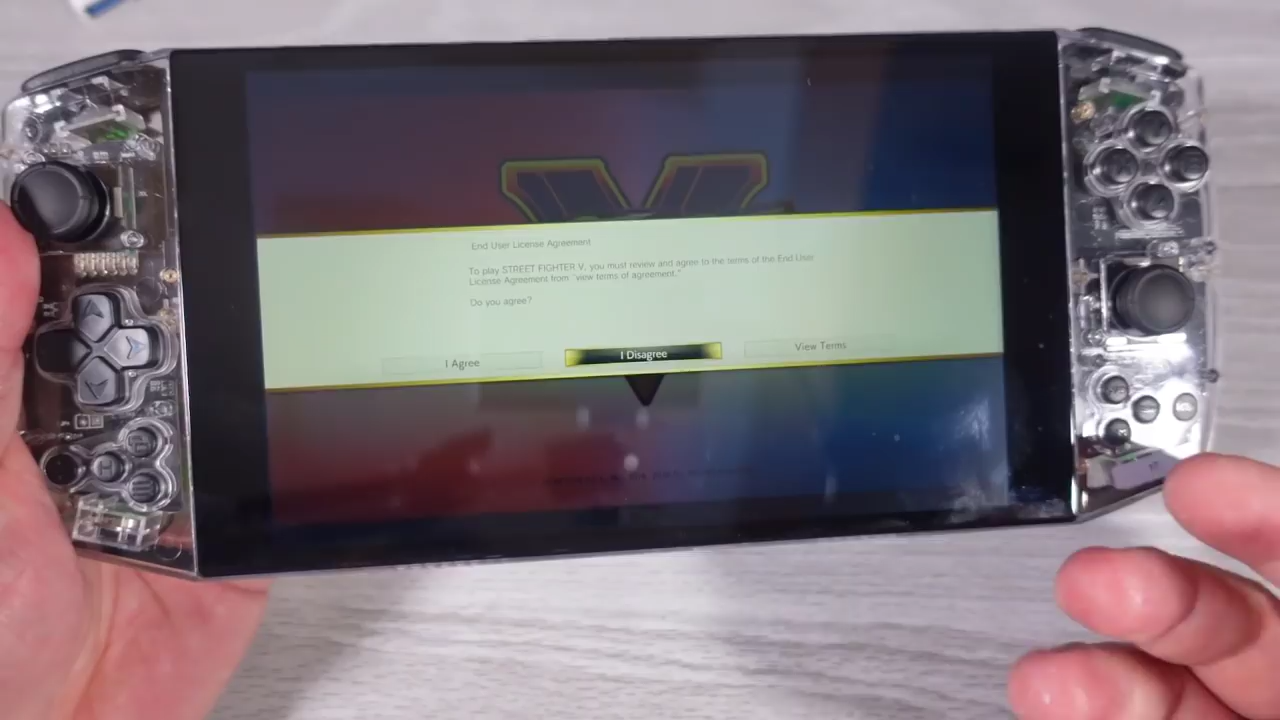 End User License Agreement
To play STREET FIGHTER V, you must review and agree to the terms of the End User
License Agreement from "view terms of agreement."
Do you agree?
I Agree
I Disagree
View Terms